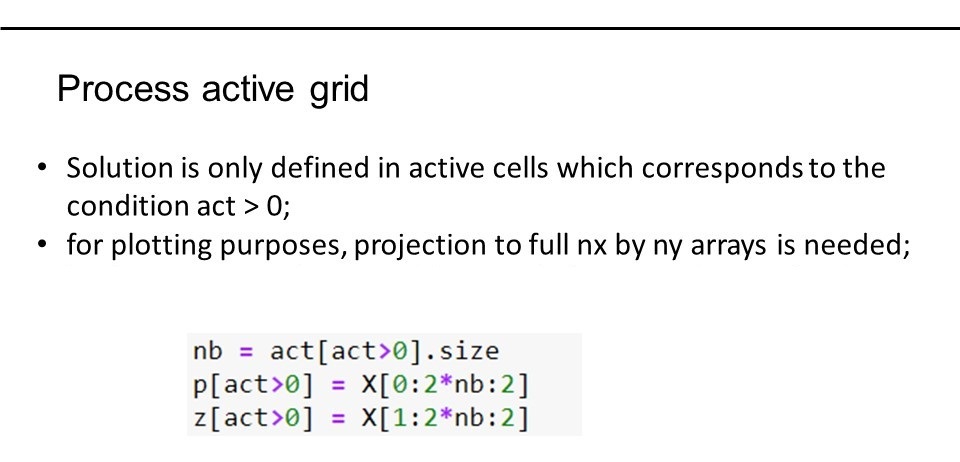 Process active grid
• Solution is only defined in active cells which corresponds to the
condition act > 0;
• for plotting purposes, projection to full nx by ny arrays is needed;
nb = act[act>0].size
p[act>0] = X[0:2*nb:2]
z[act>0] = X[1:2*nb:2]